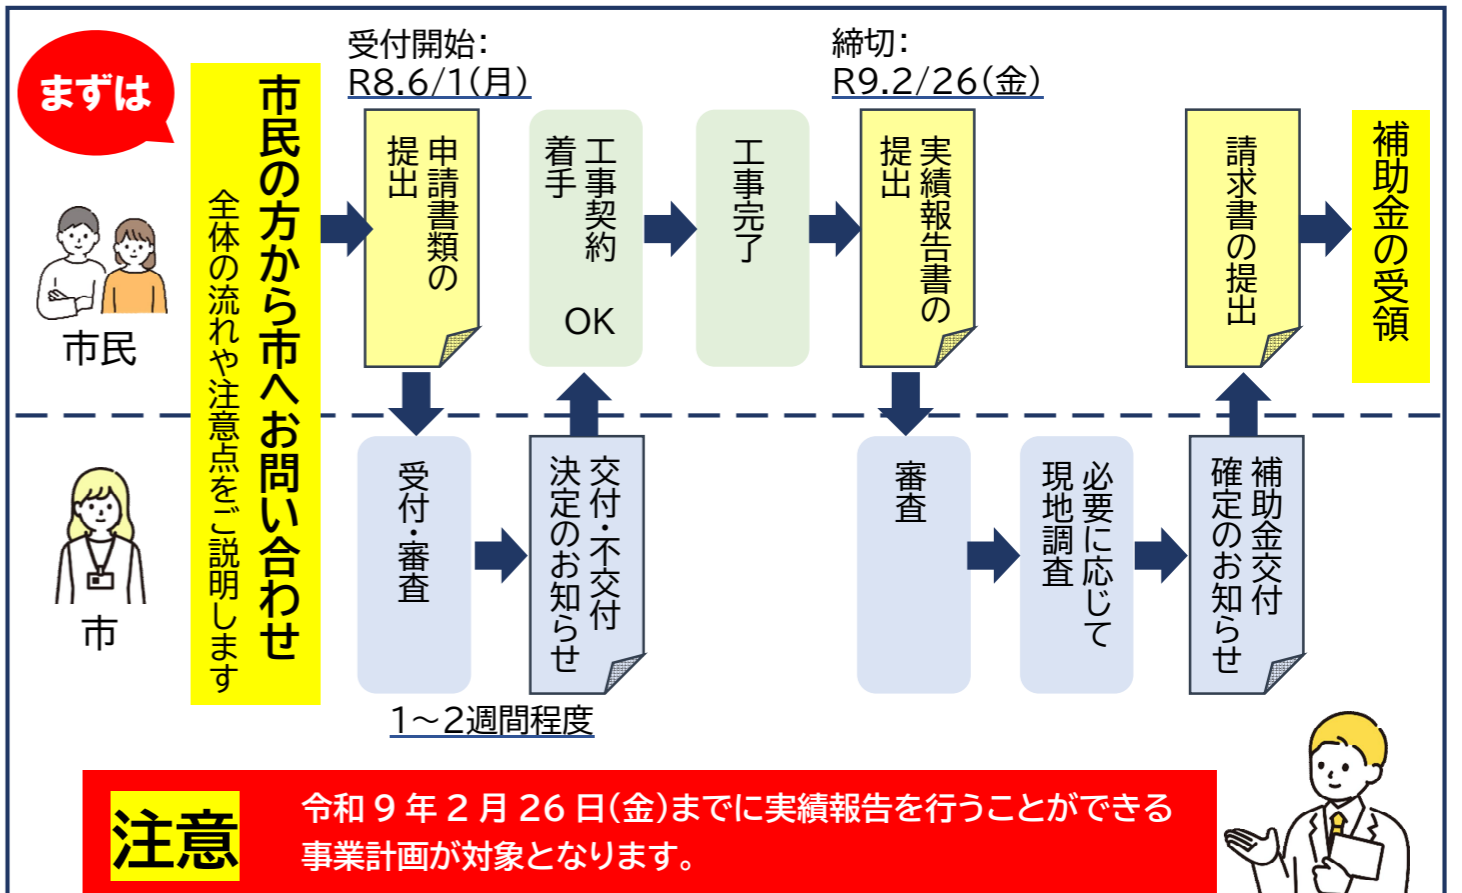 まずは
市民の方から市へお問い合わせ
全体の流れや注意点をご説明します
受付開始：
R8.6/1(月)
申請書類の
提出
工事契約
着手
OK
工事完了
締切：
R9.2/26(金)
実績報告書の
提出
請求書の提出
補助金の受領
市民
受付・審査
交付・不交付
決定のお知らせ
1～2週間程度
審査
必要に応じて
現地調査
補助金交付
確定のお知らせ
市
注意
令和9年2月26日(金)までに実績報告を行うことができる
事業計画が対象となります。